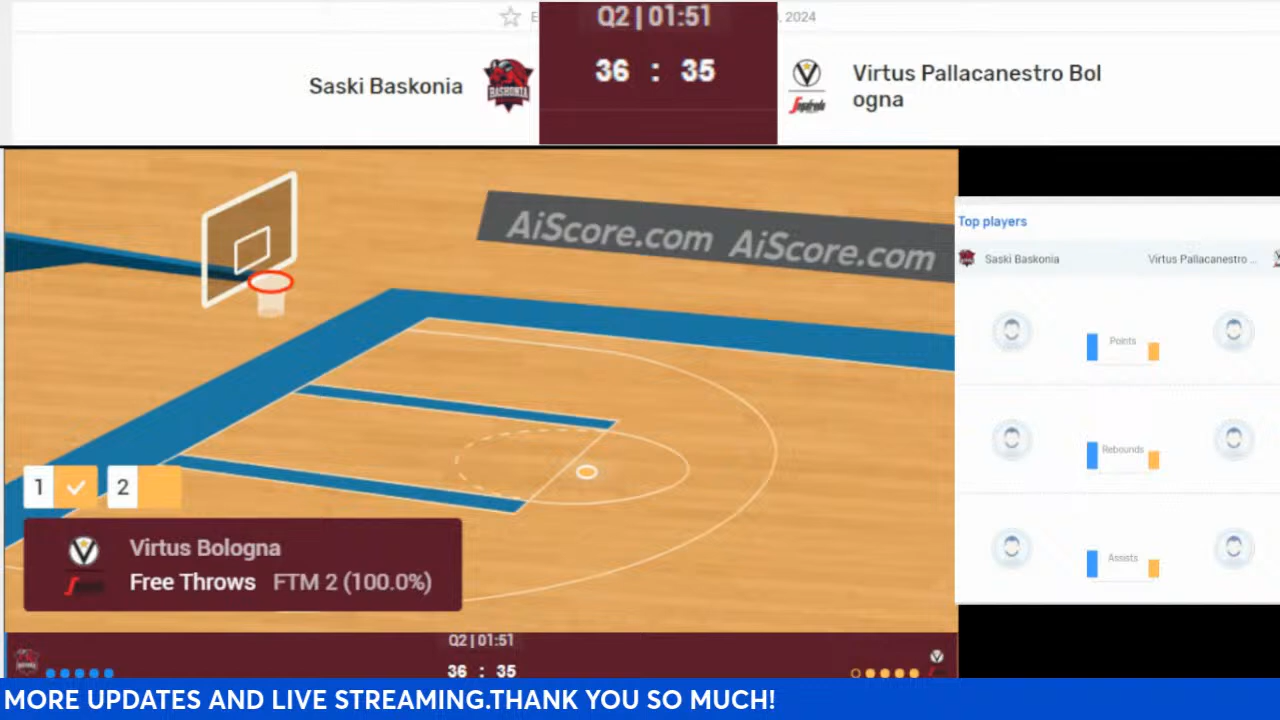 Q2 | 01:51
, 2024
36 : 35
Saski Baskonia
BASKONIA
Virtus Pallacanestro Bol
ogna
AiScore.com AiScore.com
Top players
Saski Baskonia
Virtus Pallacanestro ...
Points
Rebounds
Assists
1
2
Virtus Bologna
Free Throws FTM 2 (100.0%)
Q2 | 01:51
36 : 35
MORE UPDATES AND LIVE STREAMING.THANK YOU SO MUCH!